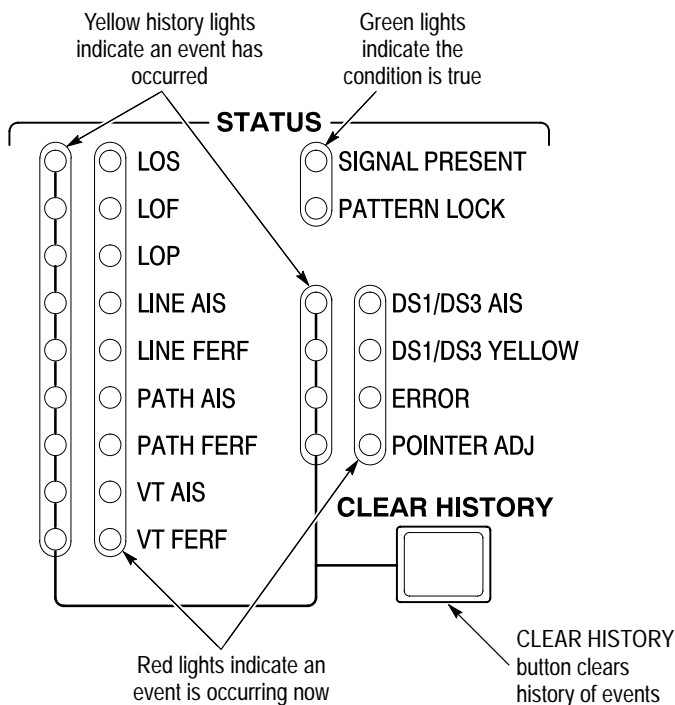 Yellow history lights
indicate an event has
occurred
Green lights
indicate the
condition is true
STATUS
LOS
LOF
LOP
LINE AIS
LINE FERF
PATH AIS
PATH FERF
VT AIS
VT FERF
SIGNAL PRESENT
PATTERN LOCK
DS1/DS3 AIS
DS1/DS3 YELLOW
ERROR
POINTER ADJ
CLEAR HISTORY
Red lights indicate an
event is occurring now
CLEAR HISTORY
button clears
history of events